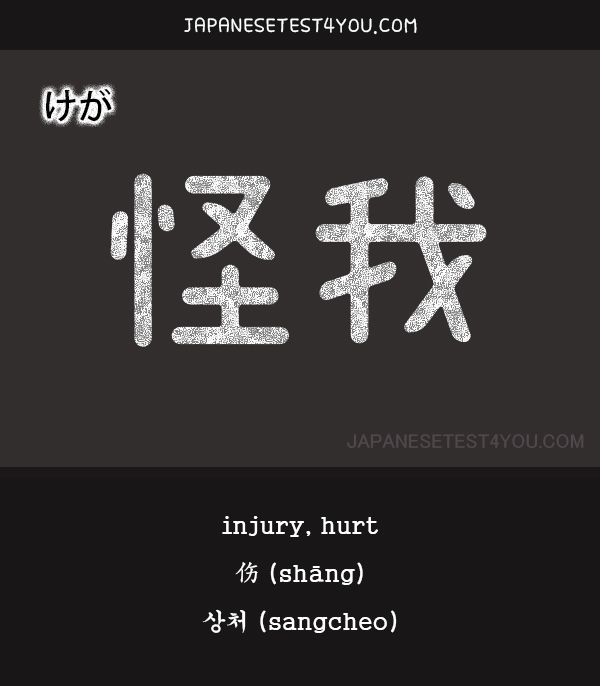 JAPANESETEST4YOU.COM
けが
怪我
JAPANESETEST4YOU.COM
injury, hurt
伤 (shāng)
상처 (sangcheo)